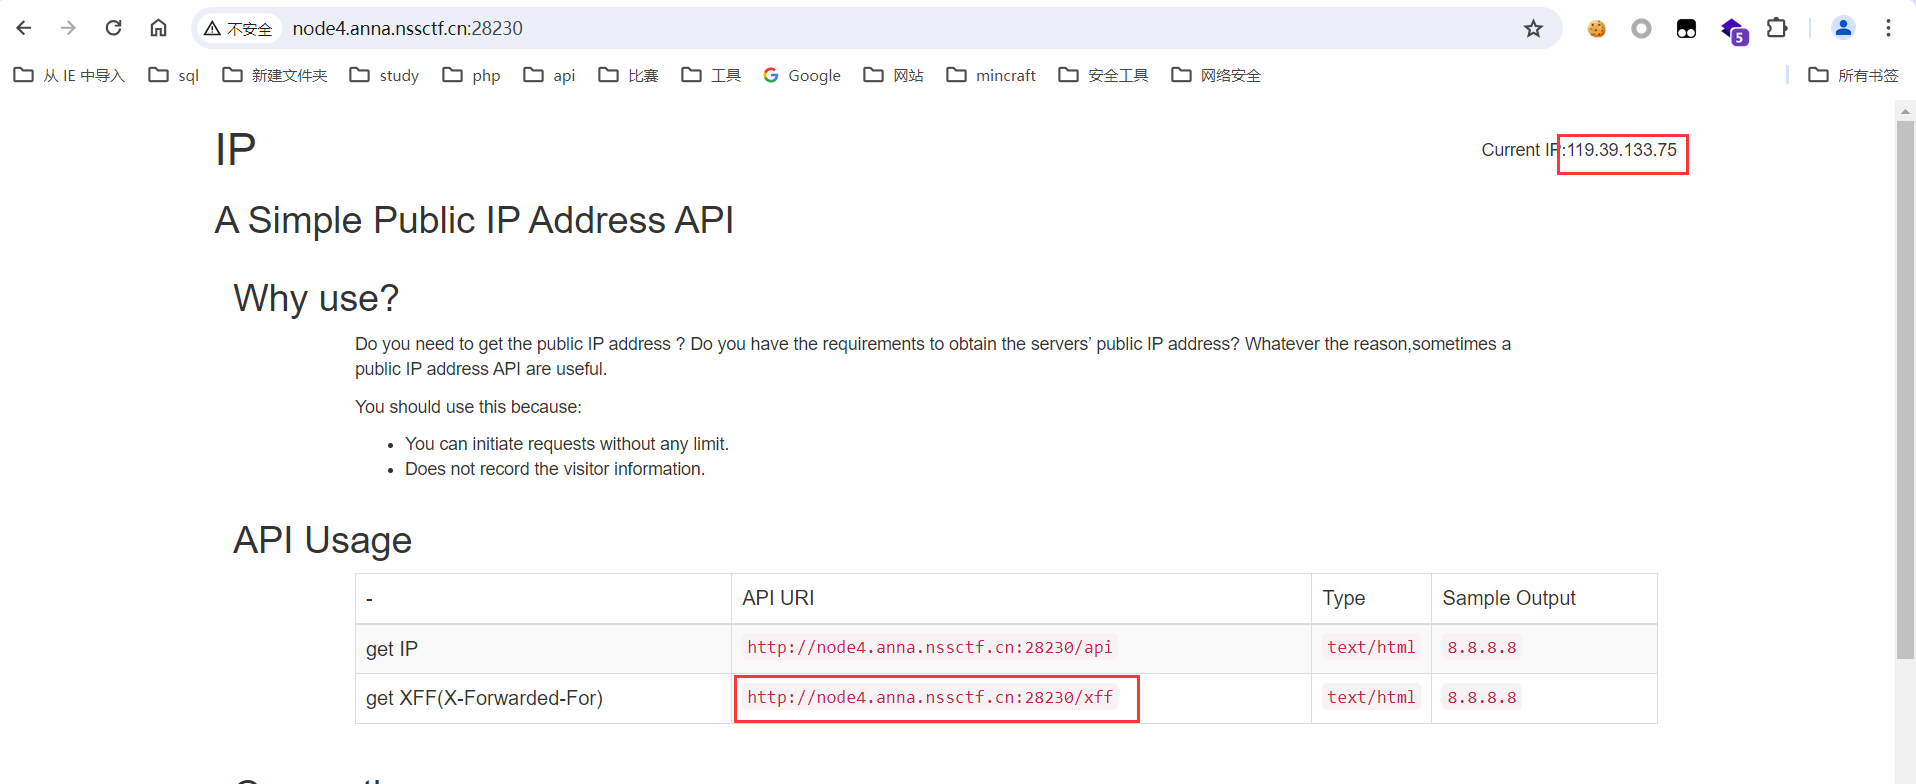 不安全 node4.anna.nssctf.cn:28230
5
从 IE 中导入 sql 新建文件夹 study php api 比赛 工具 Google 网站 mincraft 安全工具 网络安全 所有书签
IP
Current IP:119.39.133.75
A Simple Public IP Address API
Why use?
Do you need to get the public IP address ? Do you have the requirements to obtain the servers’ public IP address? Whatever the reason,sometimes a
public IP address API are useful.
You should use this because:
You can initiate requests without any limit.
Does not record the visitor information.
API Usage
- API URI Type Sample Output
get IP http://node4.anna.nssctf.cn:28230/api text/html 8.8.8.8
get XFF(X-Forwarded-For) http://node4.anna.nssctf.cn:28230/xff text/html 8.8.8.8